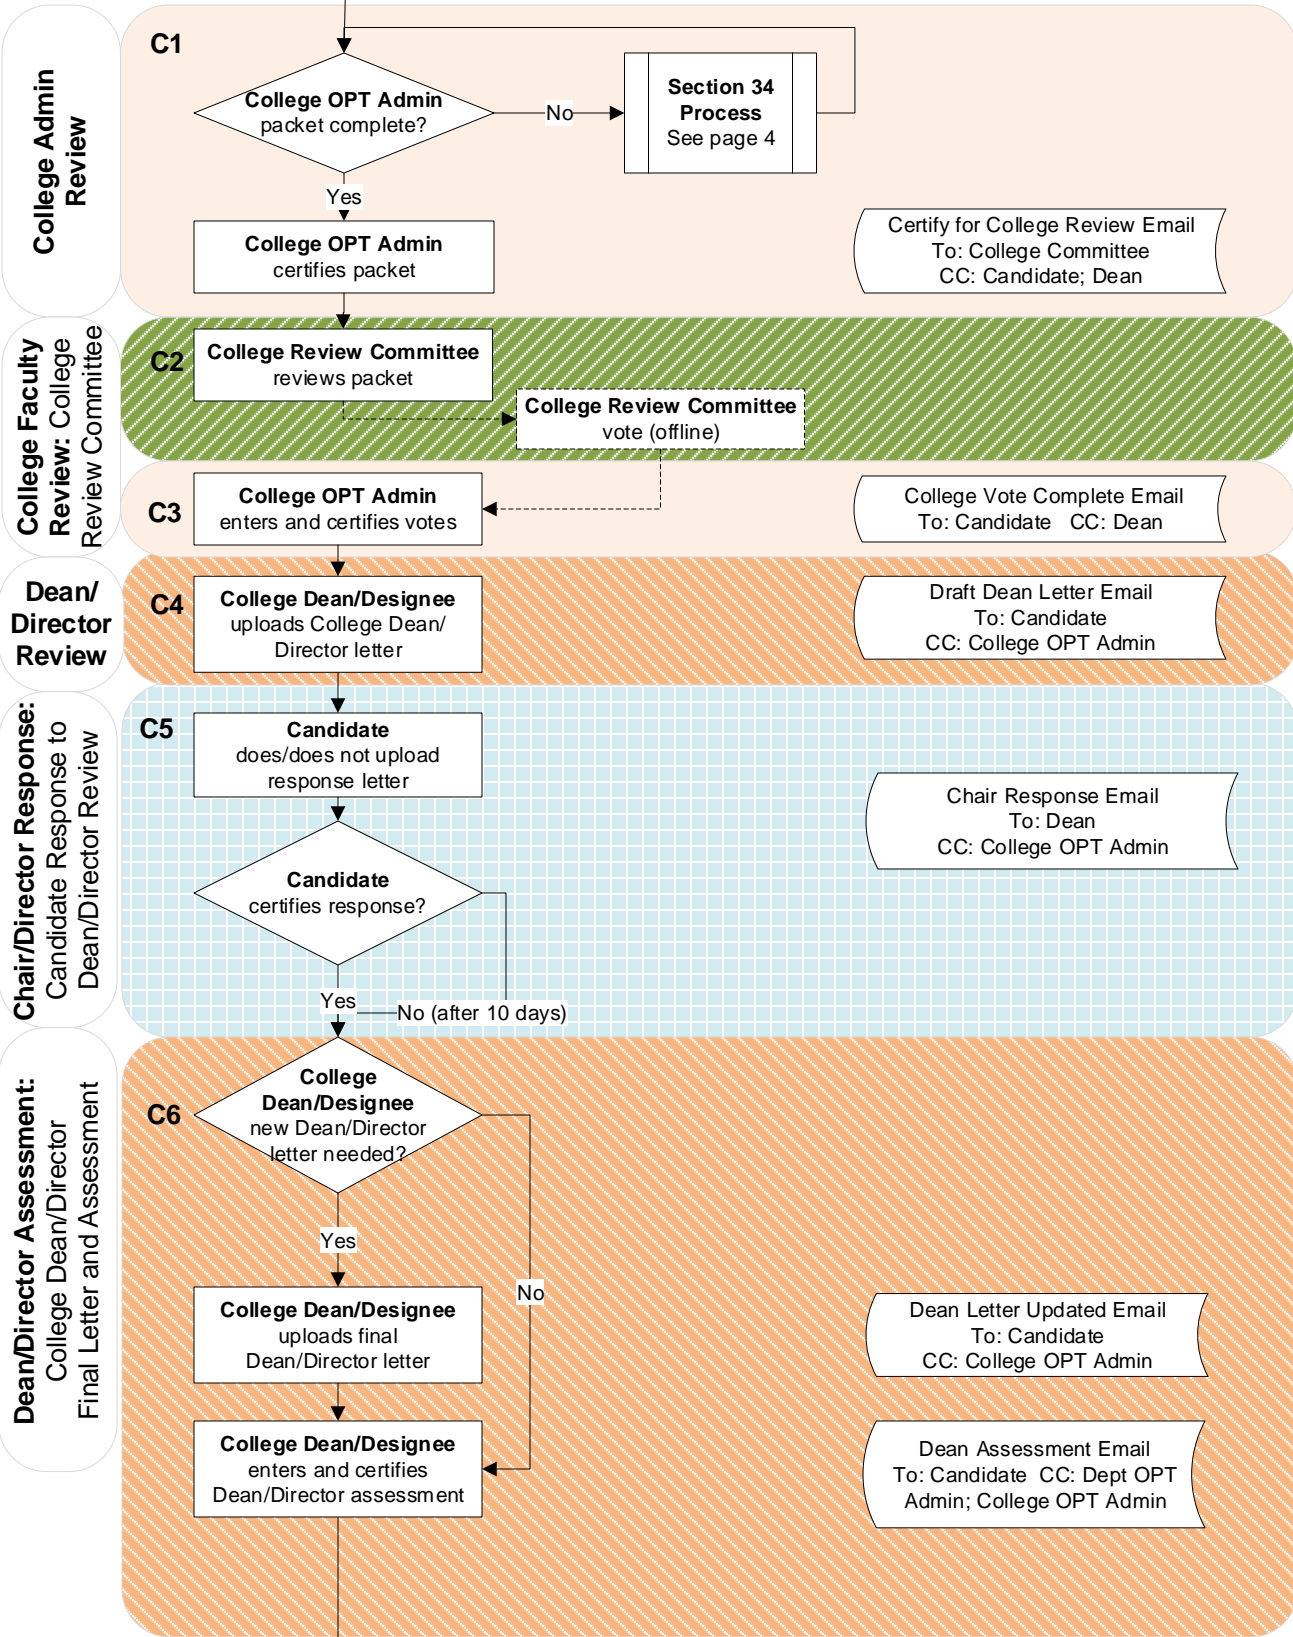 College Admin
Review
C1
College OPT Admin
packet complete?
No
Section 34
Process
See page 4
Yes
College OPT Admin
certifies packet
Certify for College Review Email
To: College Committee
CC: Candidate; Dean
College Faculty
Review: College
Review Committee
C2
College Review Committee
reviews packet
College Review Committee
vote (offline)
C3
College OPT Admin
enters and certifies votes
College Vote Complete Email
To: Candidate   CC: Dean
Dean/
Director
Review
C4
College Dean/Designee
uploads College Dean/
Director letter
Draft Dean Letter Email
To: Candidate
CC: College OPT Admin
Chair/Director Response:
Candidate Response to
Dean/Director Review
C5
Candidate
does/does not upload
response letter
Chair Response Email
To: Dean
CC: College OPT Admin
Candidate
certifies response?
Yes
No (after 10 days)
Dean/Director Assessment:
College Dean/Director
Final Letter and Assessment
C6
College
Dean/Designee
new Dean/Director
letter needed?
Yes
No
College Dean/Designee
uploads final
Dean/Director letter
Dean Letter Updated Email
To: Candidate
CC: College OPT Admin
College Dean/Designee
enters and certifies
Dean/Director assessment
Dean Assessment Email
To: Candidate  CC: Dept OPT
Admin; College OPT Admin